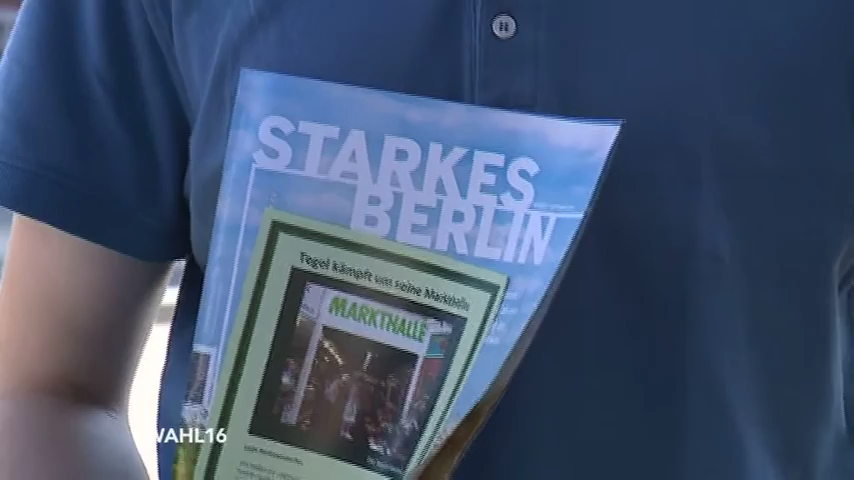 STARKES
BERLIN
Tegel kämpft um seine Markthalle
MARKTHALLE
WAHL16